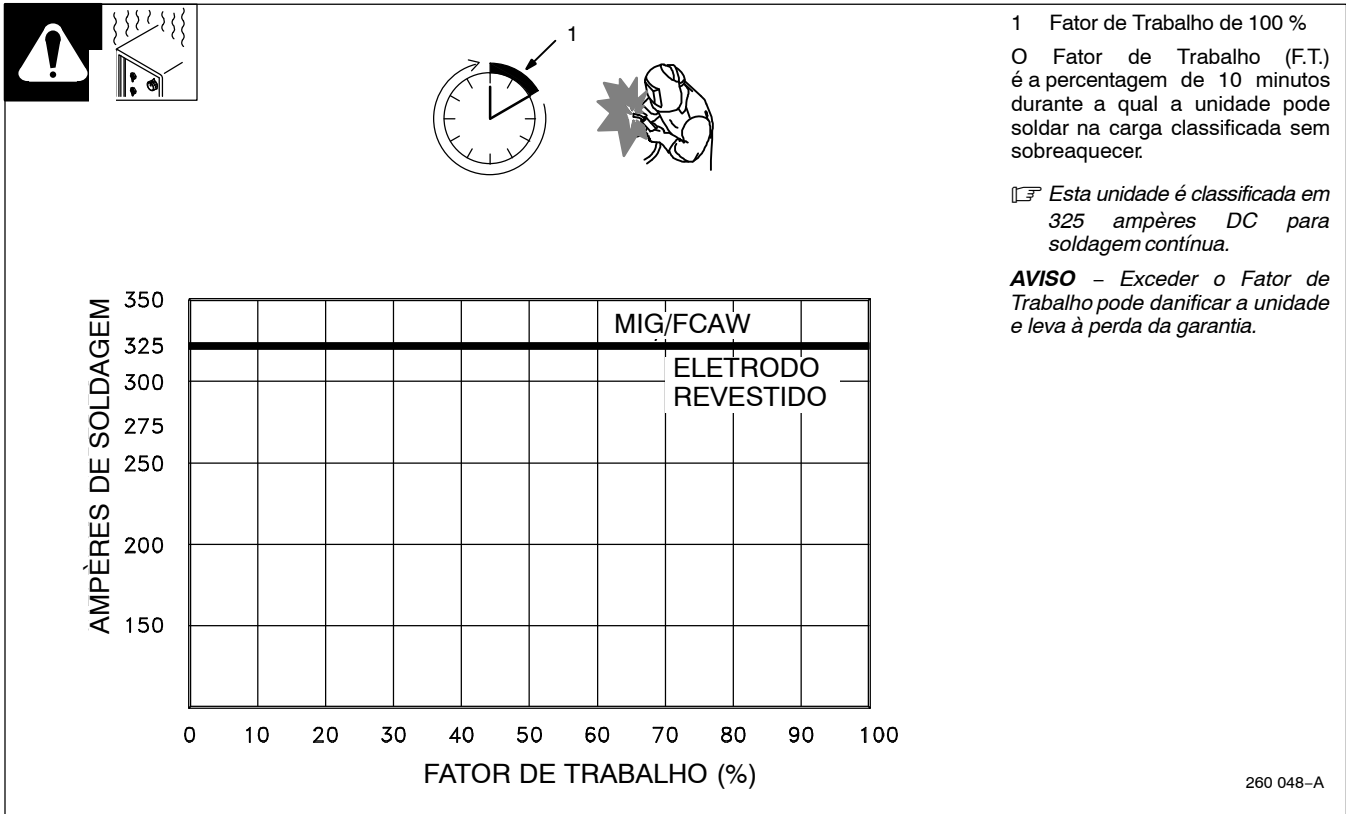 1
1 Fator de Trabalho de 100 %
O Fator de Trabalho (F.T.)
é a percentagem de 10 minutos
durante a qual a unidade pode
soldar na carga classificada sem
sobreaquecer.
Esta unidade é classificada em
325 ampères DC para
soldagem contínua.
AVISO – Exceder o Fator de
Trabalho pode danificar a unidade
e leva à perda da garantia.
AMPÈRES DE SOLDAGEM
350
325
300
275
250
200
150
MIG/FCAW
ELETRODO
REVESTIDO
0 10 20 30 40 50 60 70 80 90 100
FATOR DE TRABALHO (%)
260 048–A